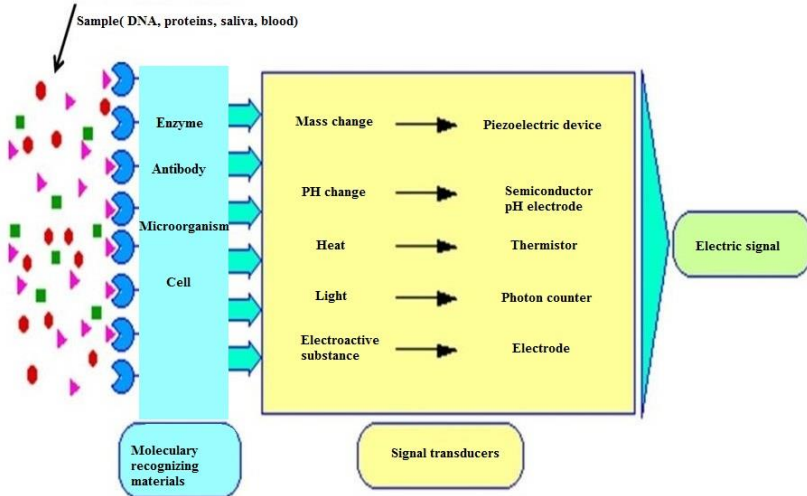 Sample( DNA, proteins, saliva, blood)
Enzyme
Antibody
Microorganism
Cell
Mass change
Piezoelectric device
PH change
Semiconductor
pH electrode
Heat
Thermistor
Light
Photon counter
Electroactive
substance
Electrode
Electric signal
Moleculary
recognizing
materials
Signal transducers